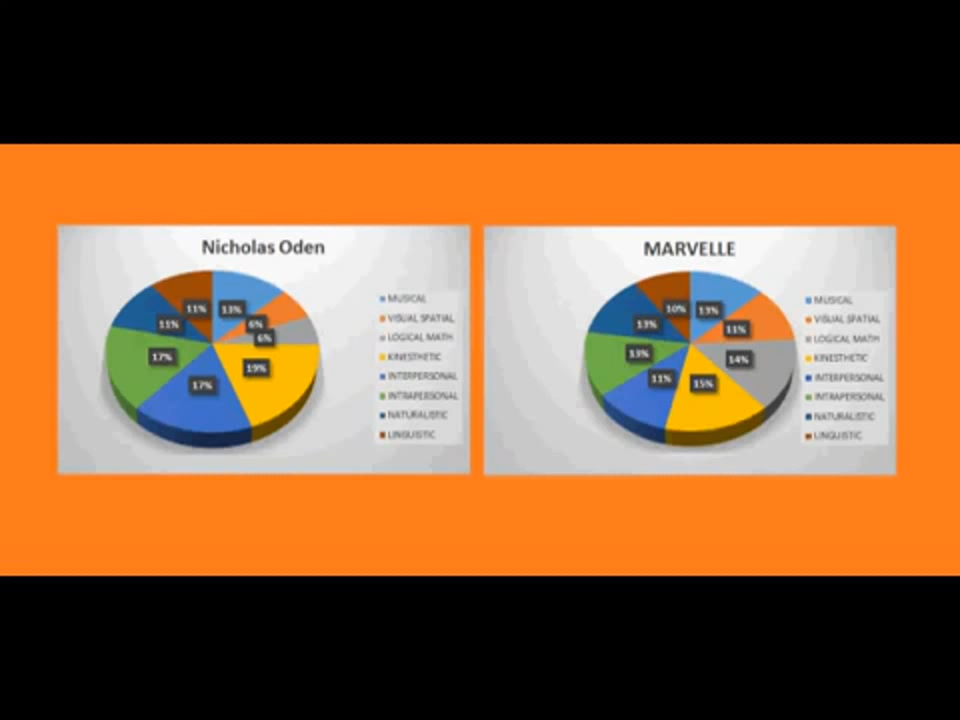 Nicholas Oden
11%
13%
6%
11%
6%
17%
19%
17%
MUSICAL
VISUAL SPATIAL
LOGICAL MATH
KINESTHETIC
INTERPERSONAL
INTRAPERSONAL
NATURALISTIC
LINGUISTIC
MARVELLE
10%
13%
13%
11%
13%
14%
11%
15%
MUSICAL
VISUAL SPATIAL
LOGICAL MATH
KINESTHETIC
INTERPERSONAL
INTRAPERSONAL
NATURALISTIC
LINGUISTIC